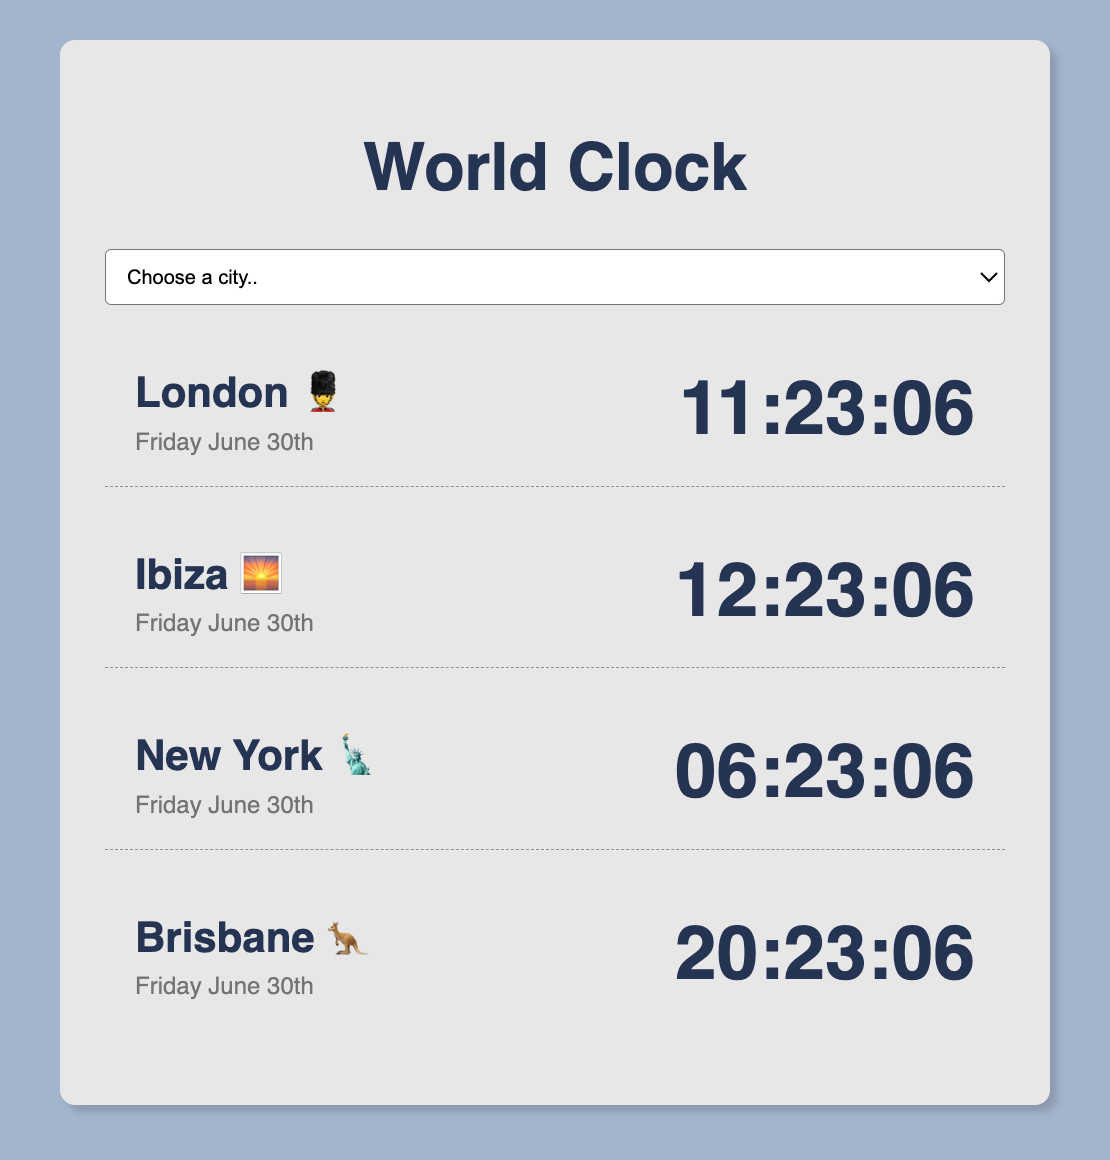 World Clock
Choose a city..
London 💂
11:23:06
Friday June 30th
Ibiza 🌅
12:23:06
Friday June 30th
New York 🗽
06:23:06
Friday June 30th
Brisbane 🦘
20:23:06
Friday June 30th